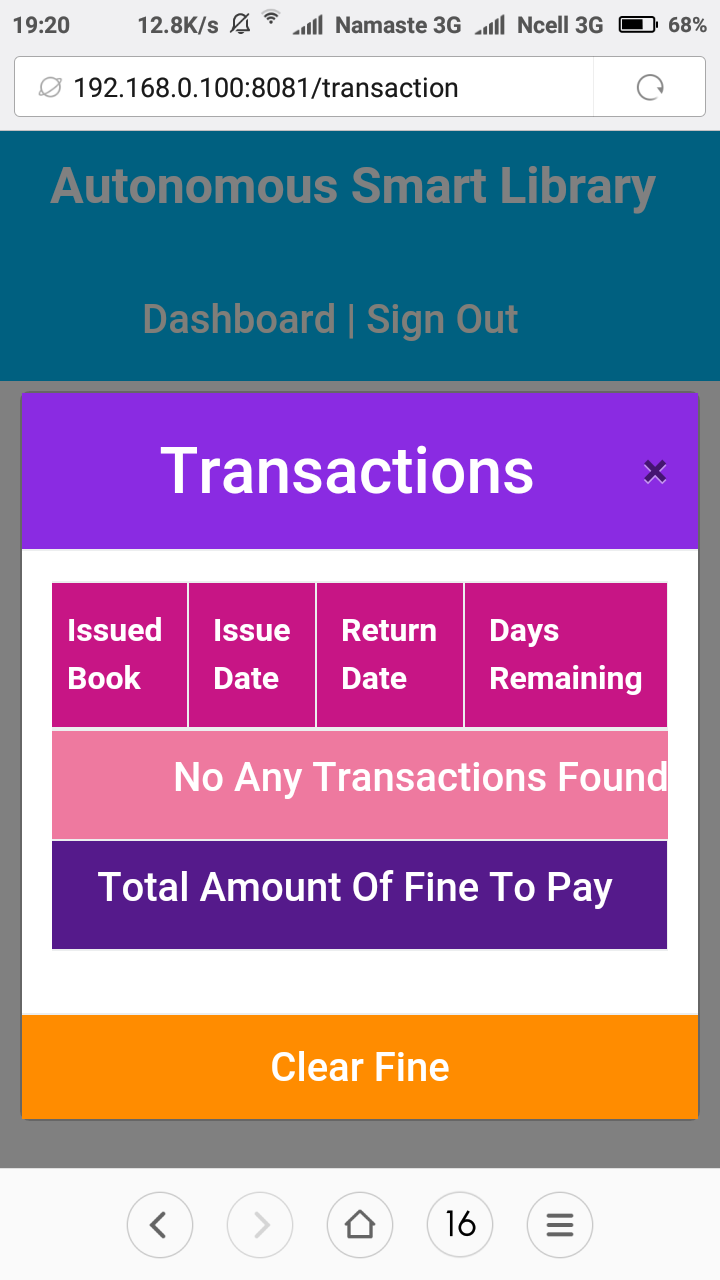 19:20 12.8K/s Namaste 3G Ncell 3G 68%
192.168.0.100:8081/transaction
Autonomous Smart Library
Dashboard | Sign Out
Transactions ×
Issued Issue Return Days
Book Date Date Remaining
No Any Transactions Found
Total Amount Of Fine To Pay
Clear Fine
16